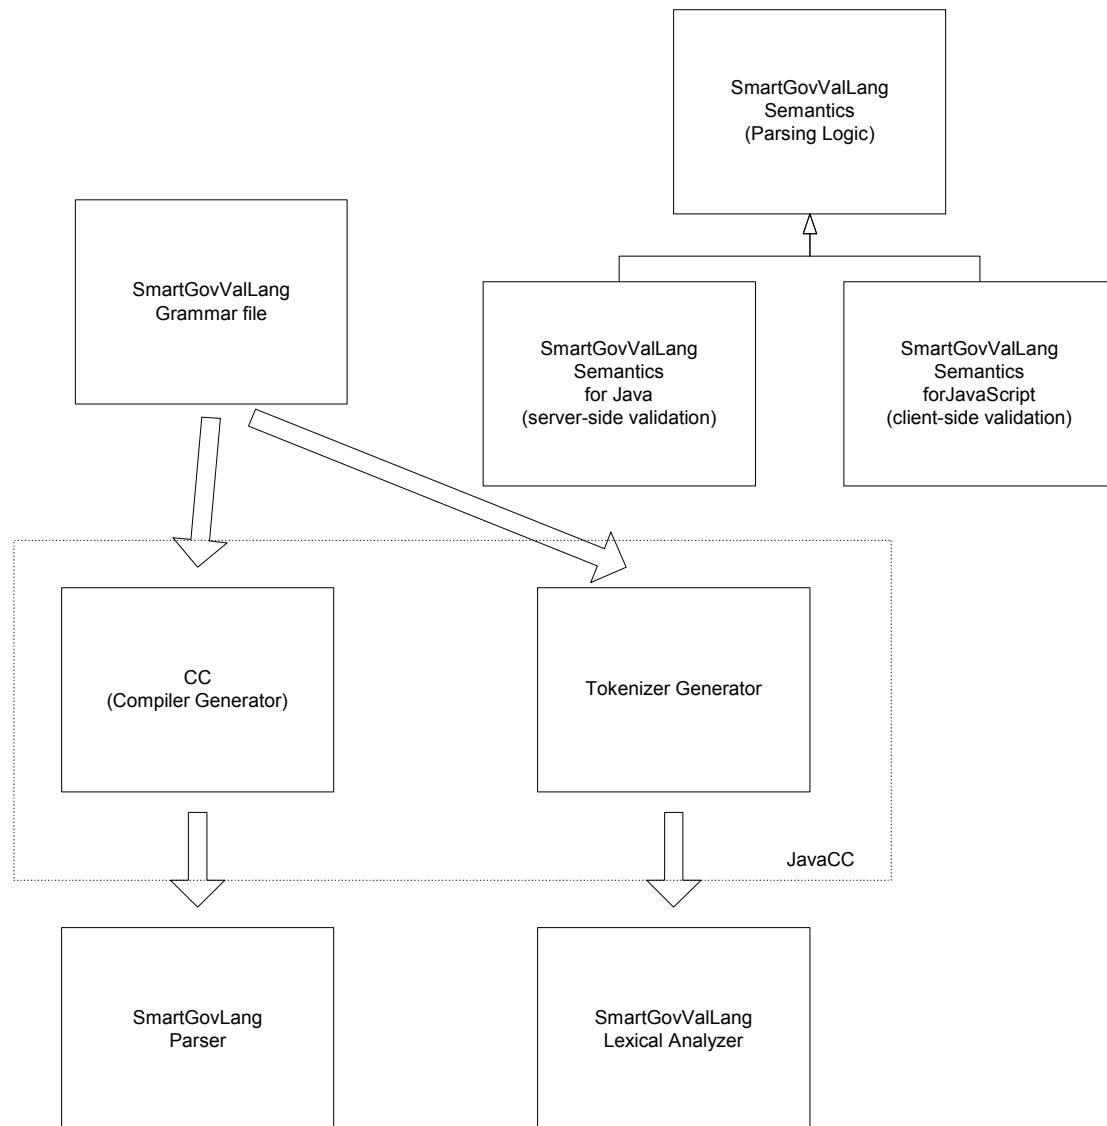 SmartGovValLang
Semantics
(Parsing Logic)
SmartGovValLang
Grammar file
SmartGovValLang
Semantics
for Java
(server-side validation)
SmartGovValLang
Semantics
forJavaScript
(client-side validation)
CC
(Compiler Generator)
Tokenizer Generator
JavaCC
SmartGovLang
Parser
SmartGovValLang
Lexical Analyzer